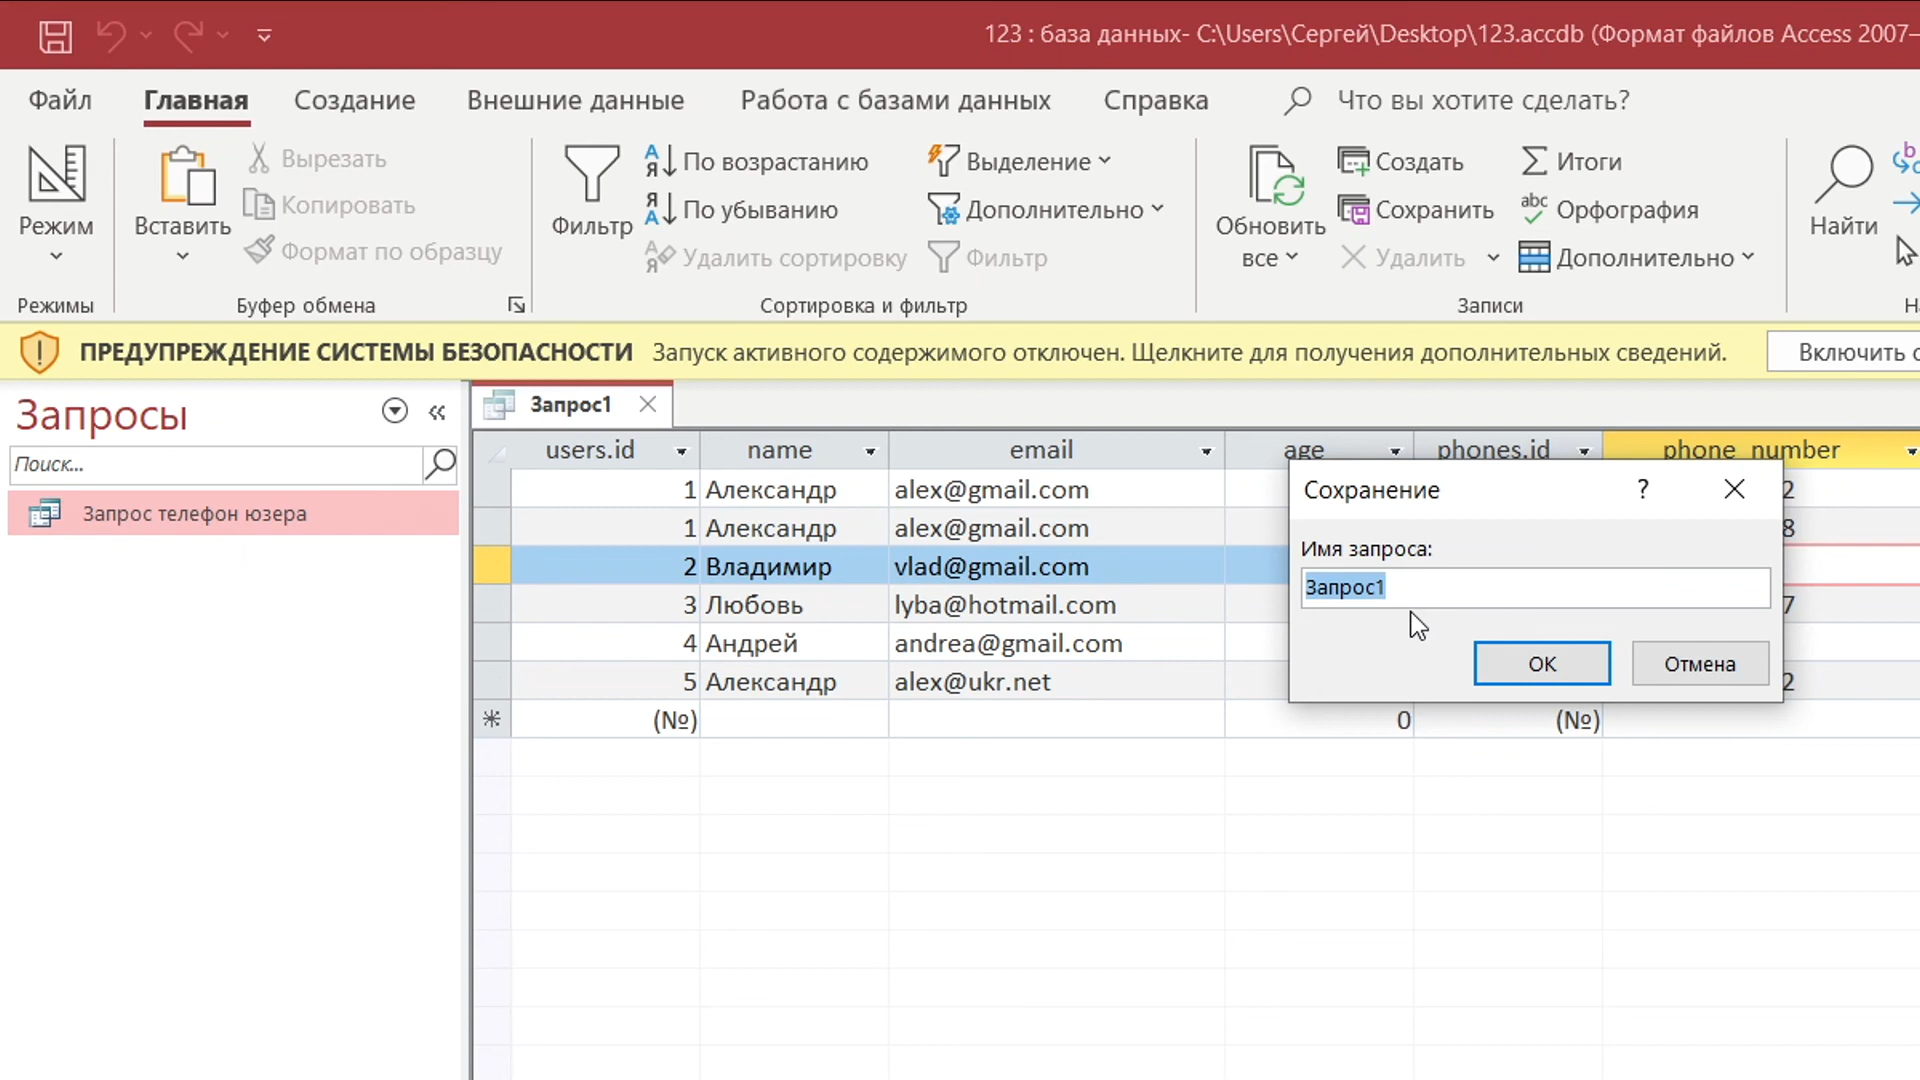 123 : база данных- C:\Users\Сергей\Desktop\123.accdb (Формат файлов Access 2007–
Файл Главная Создание Внешние данные Работа с базами данных Справка Что вы хотите сделать?
Режим
Режимы
Вставить
Вырезать
Копировать
Формат по образцу
Буфер обмена
Фильтр
По возрастанию
По убыванию
Удалить сортировку
Выделение
Дополнительно
Фильтр
Сортировка и фильтр
Обновить
все
Создать
Сохранить
Удалить
Итоги
Орфография
Дополнительно
Записи
Найти
ПРЕДУПРЕЖДЕНИЕ СИСТЕМЫ БЕЗОПАСНОСТИ Запуск активного содержимого отключен. Щелкните для получения дополнительных сведений. Включить
Запросы
Поиск...
Запрос телефон юзера
Запрос1
users.id name email age phones.id phone_number
1 Александр alex@gmail.com 2
1 Александр alex@gmail.com 8
2 Владимир vlad@gmail.com
3 Любовь lyba@hotmail.com 7
4 Андрей andrea@gmail.com
5 Александр alex@ukr.net 2
(№) 0 (№)
Сохранение ?
Имя запроса:
Запрос1
ОК Отмена